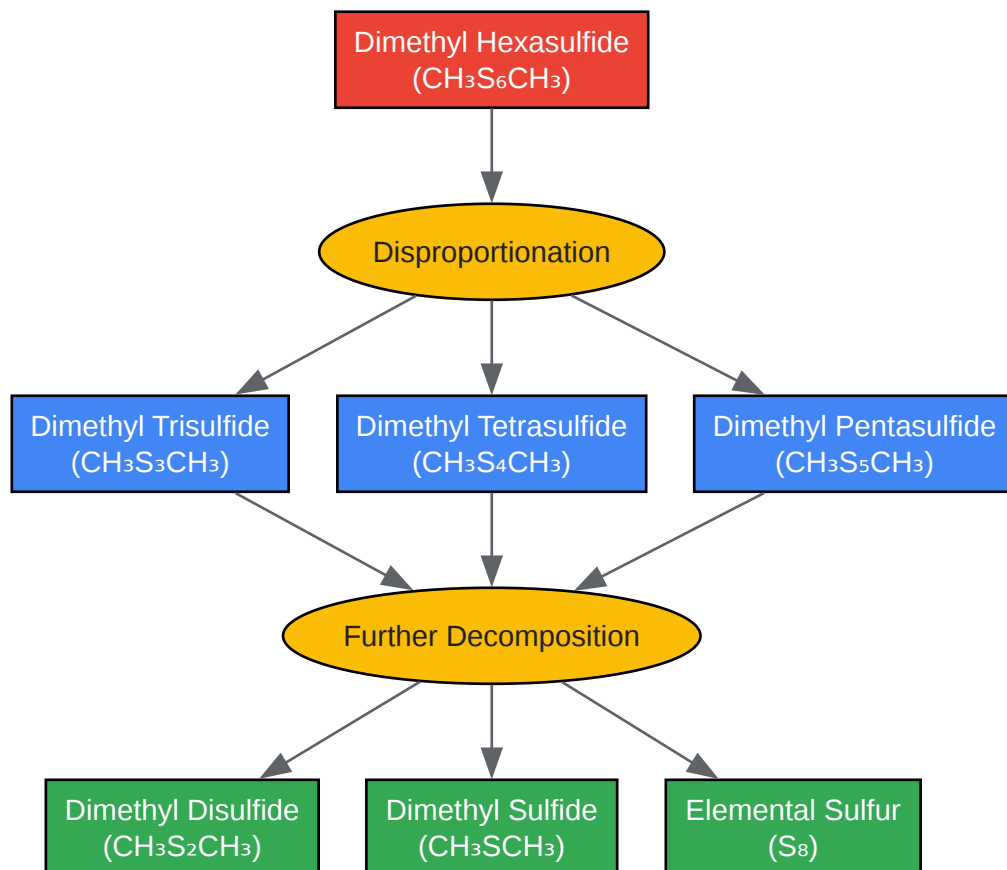 Dimethyl Hexasulfide
(CH₃S₆CH₃)
Disproportionation
Dimethyl Trisulfide
(CH₃S₃CH₃)
Dimethyl Tetrasulfide
(CH₃S₄CH₃)
Dimethyl Pentasulfide
(CH₃S₅CH₃)
Further Decomposition
Dimethyl Disulfide
(CH₃S₂CH₃)
Dimethyl Sulfide
(CH₃SCH₃)
Elemental Sulfur
(S₈)